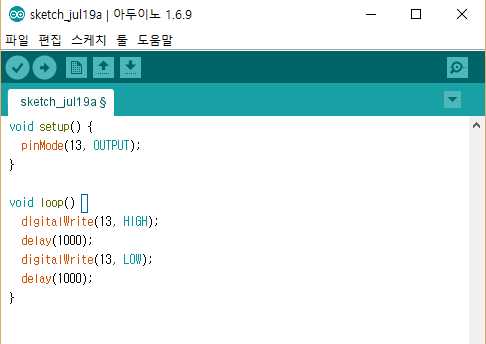 sketch_jul19a | 아두이노 1.6.9
파일 편집 스케치 툴 도움말
sketch_jul19a §
void setup() {
  pinMode(13, OUTPUT);
}
void loop()
  digitalWrite(13, HIGH);
  delay(1000);
  digitalWrite(13, LOW);
  delay(1000);
}